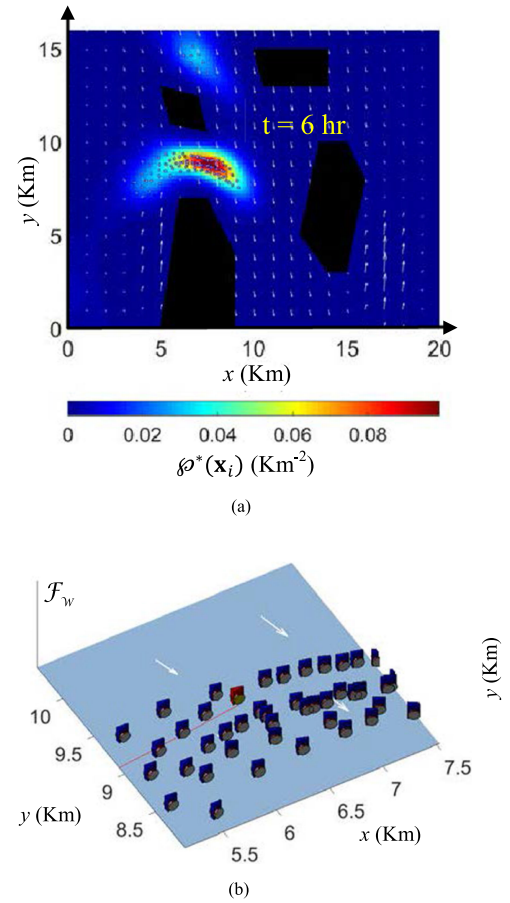 15
10
5
0
y (Km)
t = 6 hr
0 5 10 15 20
x (Km)
0 0.02 0.04 0.06 0.08
℘*(𝐱ᵢ) (Km⁻²)
(a)
ℱ_W
10
9.5
9
8.5
y (Km)
5.5
6
6.5
7
7.5
x (Km)
y (Km)
(b)